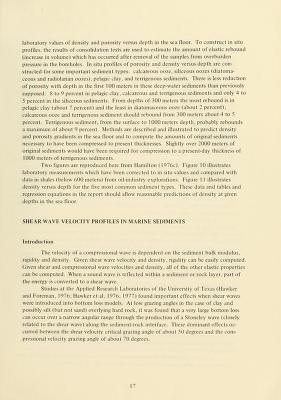 laboratory values of density and porosity versus depth in the sea floor. To construct in situ
profiles, the results of consolidation tests are used to estimate the amount of elastic rebound
(increase in volume) which has occurred after removal of the samples from overburden
pressure in the boreholes. In situ profiles of porosity and density versus depth are con-
structed for some important sediment types: calcareous ooze, siliceous oozes (diatoma-
ceous and radiolarian oozes), pelagic clay, and terrigenous sediments. There is less reduction
of porosity with depth in the first 100 meters in these deep-water sediments than previously
supposed: 8 to 9 percent in pelagic clay, calcareous and terrigenous sediments and only 4 to
5 percent in the siliceous sediments. From depths of 300 meters the most rebound is in
pelagic clay (about 7 percent) and the least in diatomaceous ooze (about 2 percent);
calcareous ooze and terrigenous sediment should rebound from 300 meters about 4 to 5
percent. Terrigenous sediment, from the surface to 1000 meters depth, probably rebounds
a maximum of about 9 percent. Methods are described and illustrated to predict density
and porosity gradients in the sea floor and to compute the amounts of original sediments
necessary to have been compressed to present thicknesses. Slightly over 2000 meters of
original sediments would have been required for compression to a present-day thickness of
1000 meters of terrigenous sediments.
Two figures are reproduced here from Hamilton (1976c). Figure 10 illustrates
laboratory measurements which have been corrected to in situ values and compared with
data in shales (below 600 meters) from oil-industry explorations. Figure 11 illustrates
density versus depth for the five most common sediment types. These data and tables and
regression equations in the report should allow reasonable predictions of density at given
depths in the sea floor.
SHEAR WAVE VELOCITY PROFILES IN MARINE SEDIMENTS
Introduction
The velocity of a compressional wave is dependent on the sediment bulk modulus,
rigidity and density. Given shear wave velocity and density, rigidity can be easily computed.
Given shear and compressional wave velocities and density, all of the other elastic properties
can be computed. When a sound wave is reflected within a sediment or rock layer, part of
the energy is converted to a shear wave.
Studies at the Applied Research Laboratories of the University of Texas (Hawker
and Foreman, 1976; Hawker et al, 1976, 1977) found important effects when shear waves
were introduced into bottom loss models. At low grazing angles in the case of clay and
possibly silt (but not sand) overlying hard rock, it was found that a very large bottom loss
can occur over a narrow angular range through the production of a Stoneley wave (closely
related to the shear wave) along the sediment-rock interface. These dominant effects oc-
curred between the shear velocity critical grazing angle of about 50 degrees and the com-
pressional velocity grazing angle of about 70 degrees.
17